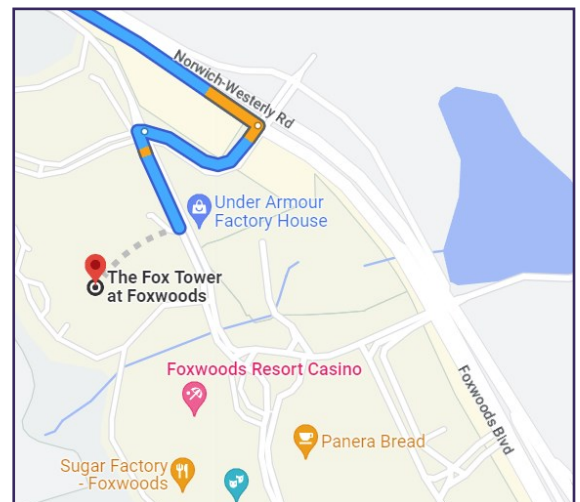 Norwich-Westerly Rd
Under Armour
Factory House
The Fox Tower
at Foxwoods
Foxwoods Resort Casino
Foxwoods Blvd
Panera Bread
Sugar Factory
- Foxwoods